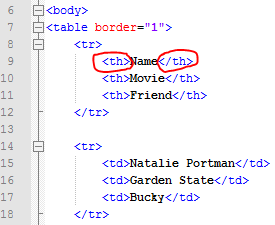 6 <body>
7 <table border="1">
8 <tr>
9 <th>Name</th>
10 <th>Movie</th>
11 <th>Friend</th>
12 </tr>
13
14 <tr>
15 <td>Natalie Portman</td>
16 <td>Garden State</td>
17 <td>Bucky</td>
18 </tr>